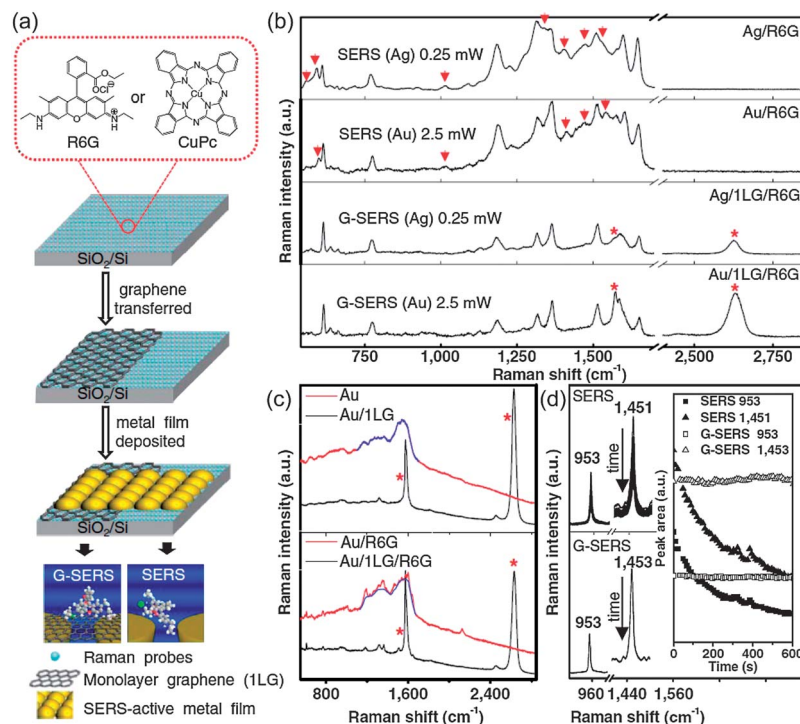 (a)
O
O
OCl⊖
N
H
O
N
H
⊕
or
N
N
N
N
Cu
N
N
N
N
R6G
CuPc
SiO2/Si
graphene
transferred
SiO2/Si
metal film
deposited
SiO2/Si
G-SERS
SERS
Raman probes
Monolayer graphene (1LG)
SERS-active metal film
(b)
Raman intensity (a.u.)
SERS (Ag) 0.25 mW
Ag/R6G
SERS (Au) 2.5 mW
Au/R6G
G-SERS (Ag) 0.25 mW
Ag/1LG/R6G
* *
G-SERS (Au) 2.5 mW
Au/1LG/R6G
* *
750 1,000 1,250 1,500 2,500 2,750
Raman shift (cm-1)
(c)
Raman intensity (a.u.)
Au
Au/1LG
* *
Au/R6G
Au/1LG/R6G
* *
800 1,600 2,400
Raman shift (cm-1)
(d)
Raman intensity (a.u.)
SERS
1,451
953
time
G-SERS
1,453
953
time
960 1,440 1,560
Raman shift (cm-1)
Peak area (a.u.)
SERS 953
SERS 1,451
G-SERS 953
G-SERS 1,453
0 200 400 600
Time (s)